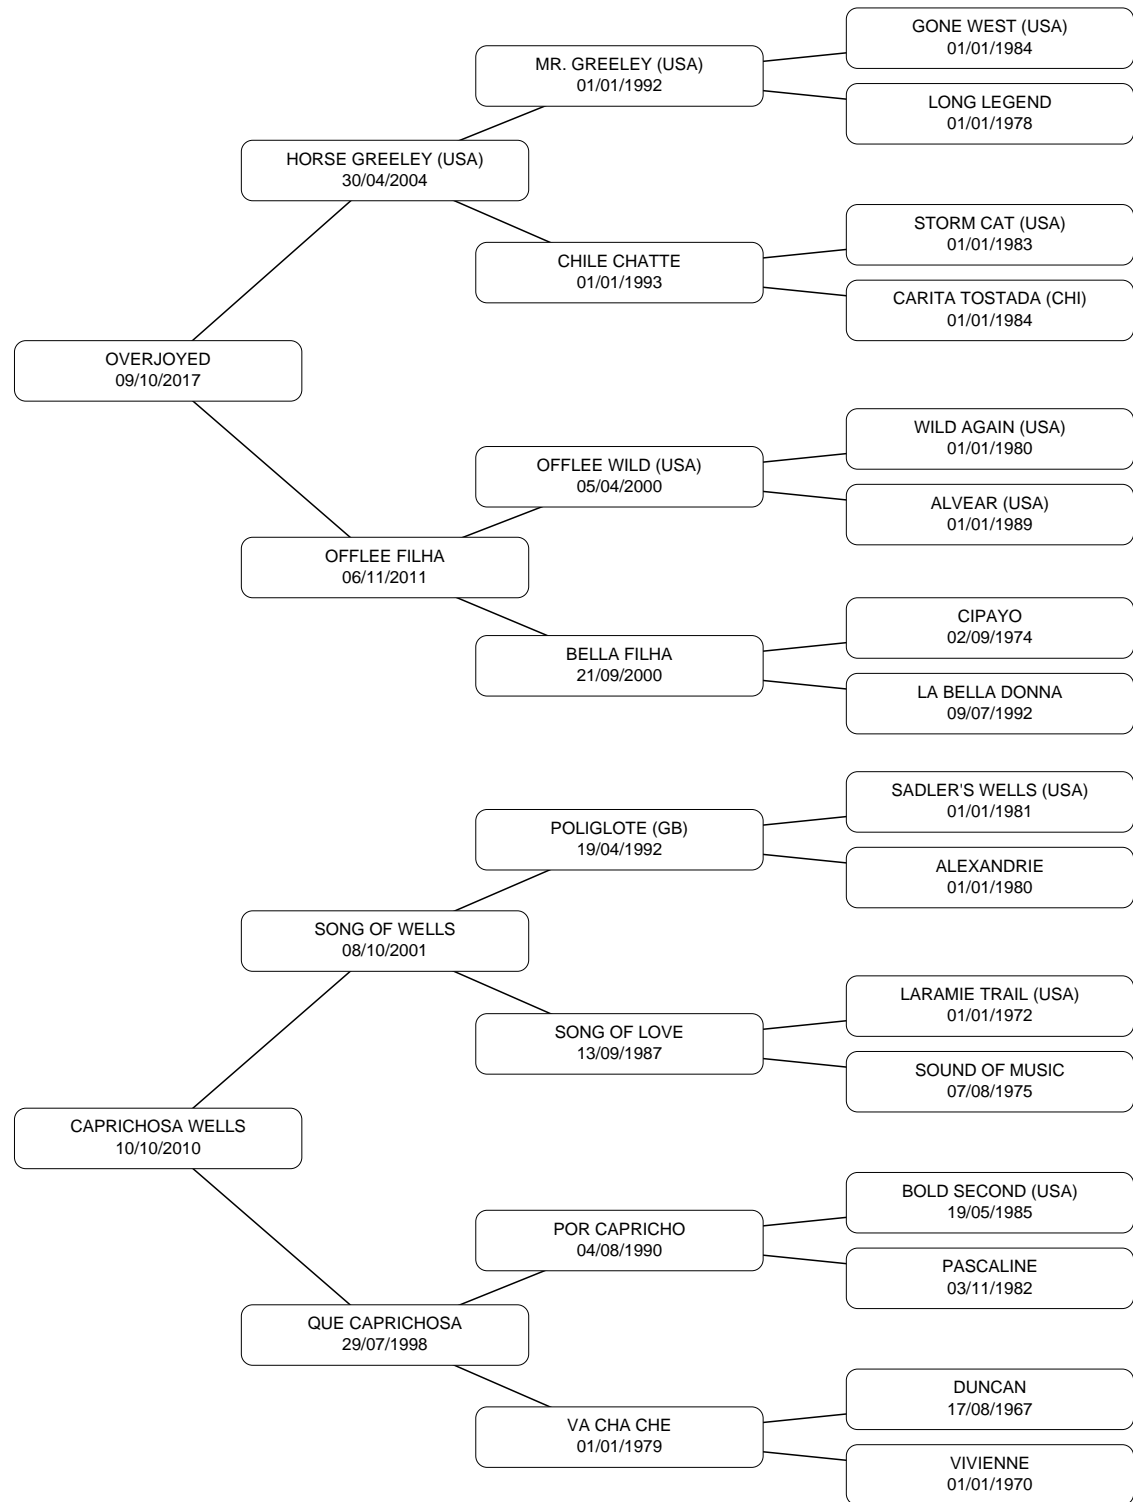 GONE WEST (USA)
01/01/1984
MR. GREELEY (USA)
01/01/1992
LONG LEGEND
01/01/1978
HORSE GREELEY (USA)
30/04/2004
STORM CAT (USA)
01/01/1983
CHILE CHATTE
01/01/1993
CARITA TOSTADA (CHI)
01/01/1984
OVERJOYED
09/10/2017
WILD AGAIN (USA)
01/01/1980
OFFLEE WILD (USA)
05/04/2000
ALVEAR (USA)
01/01/1989
OFFLEE FILHA
06/11/2011
CIPAYO
02/09/1974
BELLA FILHA
21/09/2000
LA BELLA DONNA
09/07/1992
SADLER'S WELLS (USA)
01/01/1981
POLIGLOTE (GB)
19/04/1992
ALEXANDRIE
01/01/1980
SONG OF WELLS
08/10/2001
LARAMIE TRAIL (USA)
01/01/1972
SONG OF LOVE
13/09/1987
SOUND OF MUSIC
07/08/1975
CAPRICHOSA WELLS
10/10/2010
BOLD SECOND (USA)
19/05/1985
POR CAPRICHO
04/08/1990
PASCALINE
03/11/1982
QUE CAPRICHOSA
29/07/1998
DUNCAN
17/08/1967
VA CHA CHE
01/01/1979
VIVIENNE
01/01/1970